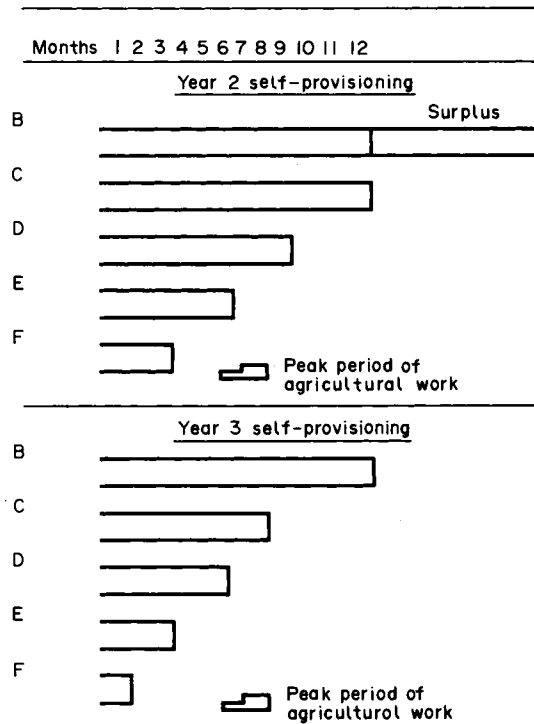 Months 1 2 3 4 5 6 7 8 9 10 11 12
Year 2 self-provisioning
B
Surplus
C
D
E
F
Peak period of
agricultural work
Year 3 self-provisioning
B
C
D
E
F
Peak period of
agricultural work